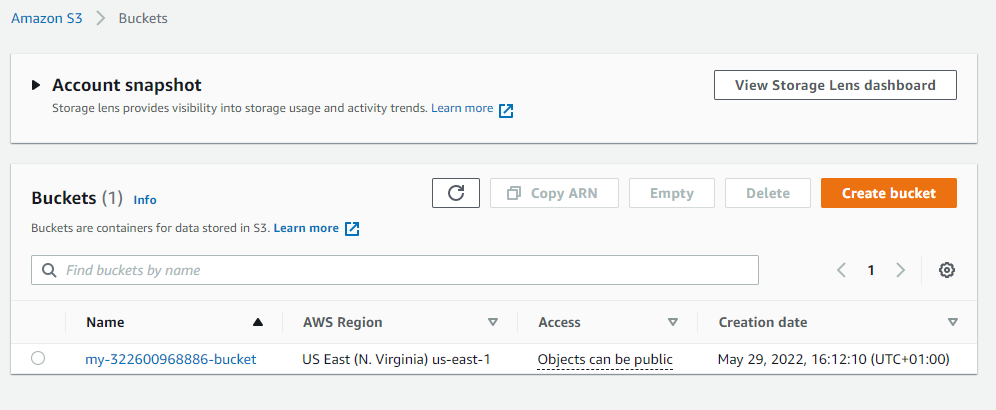 Amazon S3 > Buckets
Account snapshot
View Storage Lens dashboard
Storage lens provides visibility into storage usage and activity trends. Learn more
Buckets (1) Info
Copy ARN Empty Delete Create bucket
Buckets are containers for data stored in S3. Learn more
Find buckets by name
1
Name AWS Region Access Creation date
my-322600968886-bucket US East (N. Virginia) us-east-1 Objects can be public May 29, 2022, 16:12:10 (UTC+01:00)